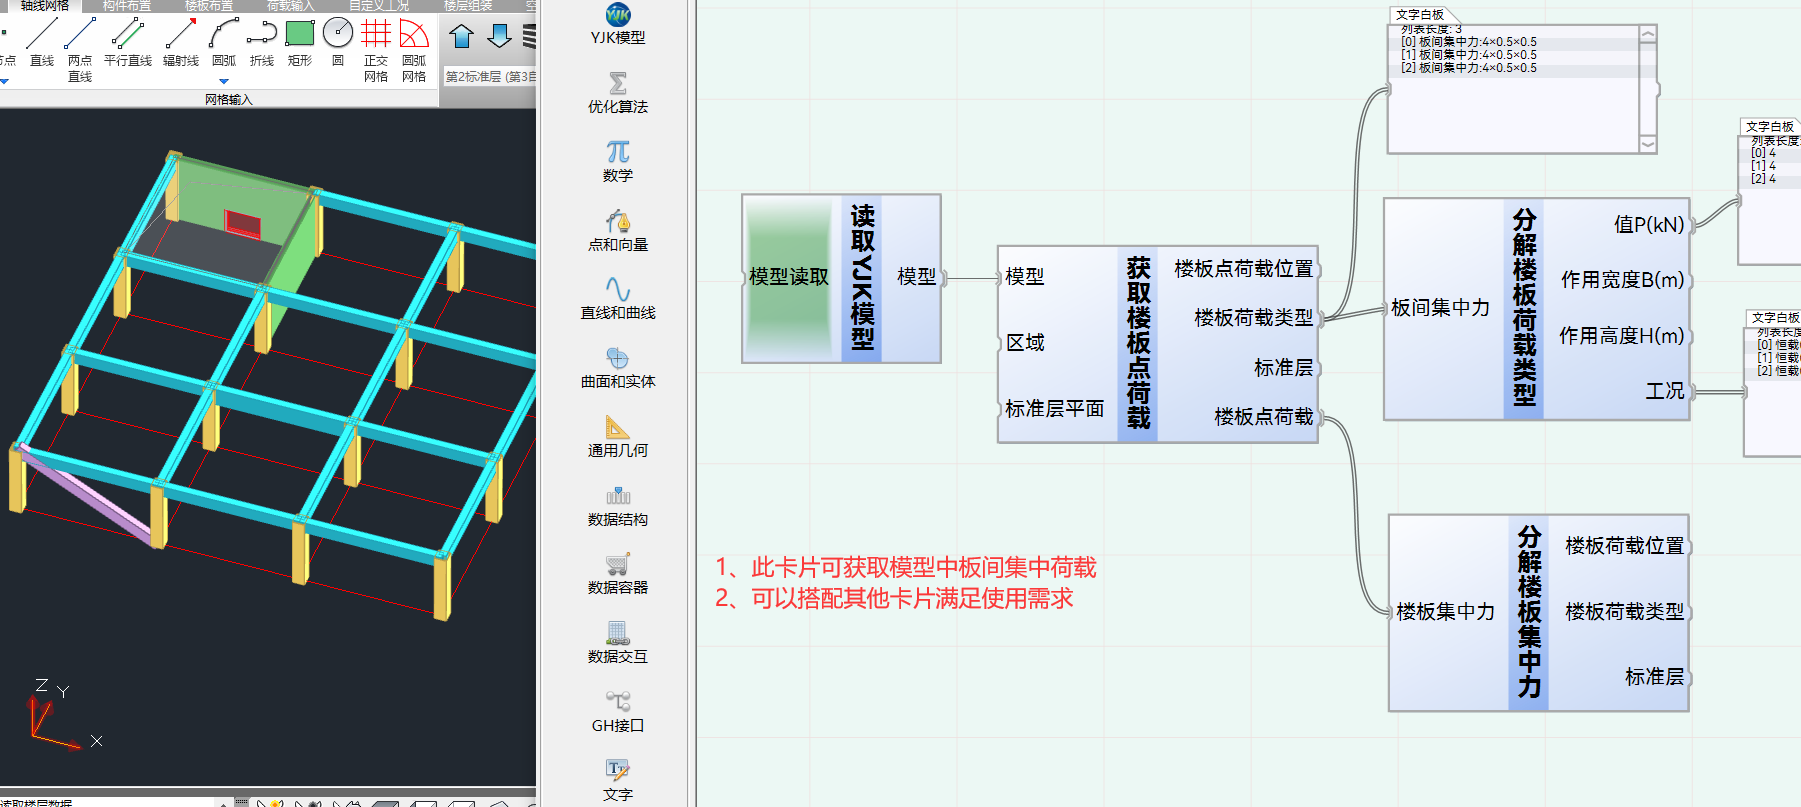 轴线网格
构件布置
楼板布置
荷载输入
自定义工况
楼层组装
直线
两点
直线
平行直线
辐射线
圆弧
折线
矩形
圆
正交
网格
圆弧
网格
网格输入
第2标准层 (第3自
Z
Y
X
读取楼层数据
YJK模型
优化算法
数学
点和向量
直线和曲线
曲面和实体
通用几何
数据结构
数据容器
数据交互
GH接口
文字
模型读取
读取YJK模型
模型
模型
区域
标准层平面
获取楼板点荷载
楼板点荷载位置
楼板荷载类型
标准层
楼板点荷载
文字白板
列表长度: 3
[0] 板间集中力:4×0.5×0.5
[1] 板间集中力:4×0.5×0.5
[2] 板间集中力:4×0.5×0.5
板间集中力
分解楼板荷载类型
值P(kN)
作用宽度B(m)
作用高度H(m)
工况
文字白板
列表长度
[0] 4
[1] 4
[2] 4
文字白板
列表长度
[0] 恒载
[1] 恒载
[2] 恒载
楼板集中力
分解楼板集中力
楼板荷载位置
楼板荷载类型
标准层
1、此卡片可获取模型中板间集中荷载
2、可以搭配其他卡片满足使用需求